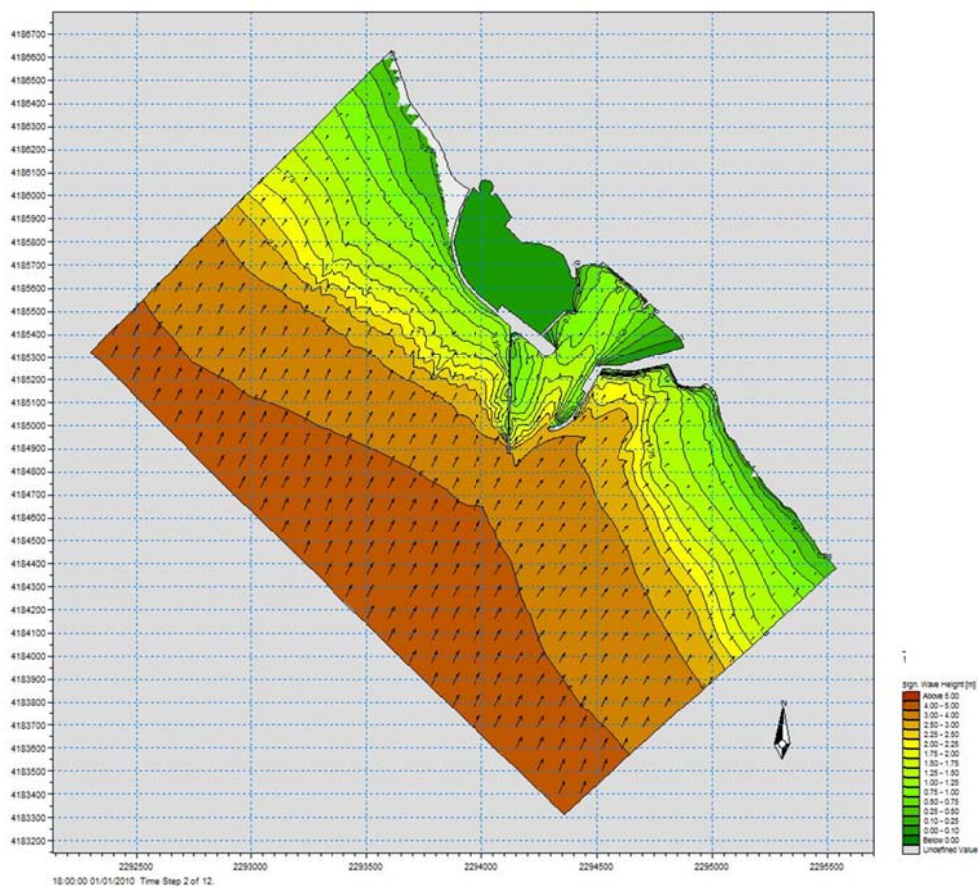 4186700
4186600
4186500
4186400
4186300
4186200
4186100
4186000
4185900
4185800
4185700
4185600
4185500
4185400
4185300
4185200
4185100
4185000
4184900
4184800
4184700
4184600
4184500
4184400
4184300
4184200
4184100
4184000
4183900
4183800
4183700
4183600
4183500
4183400
4183300
4183200
2292500 2293000 2293500 2294000 2294500 2295000 2295500
18:00:00 01/01/2010 Time Step 2 of 12.
N
1
Sign. Wave Height [m]
Above 5.00
4.00 - 5.00
3.00 - 4.00
2.50 - 3.00
2.25 - 2.50
2.00 - 2.25
1.75 - 2.00
1.50 - 1.75
1.25 - 1.50
1.00 - 1.25
0.75 - 1.00
0.50 - 0.75
0.25 - 0.50
0.10 - 0.25
0.00 - 0.10
Below 0.00
Undefined Value